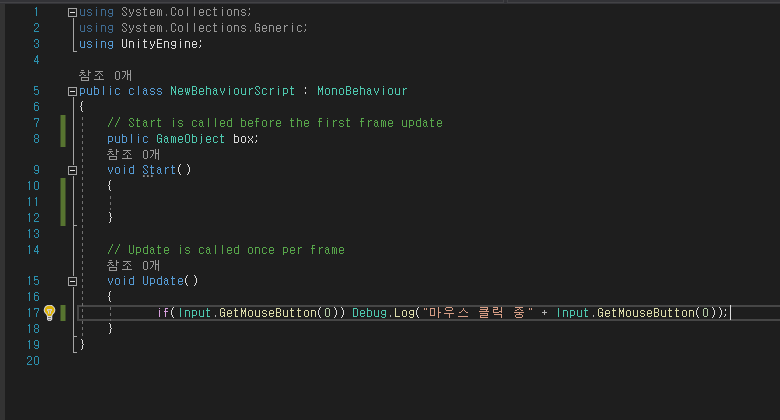 1 using System.Collections;
2 using System.Collections.Generic;
3 using UnityEngine;
4
참조 0개
5 public class NewBehaviourScript : MonoBehaviour
6 {
7 // Start is called before the first frame update
8 public GameObject box;
참조 0개
9 void Start()
10 {
11
12 }
13
14 // Update is called once per frame
참조 0개
15 void Update()
16 {
17 if(Input.GetMouseButton(0)) Debug.Log("마우스 클릭 중" + Input.GetMouseButton(0));
18 }
19 }
20